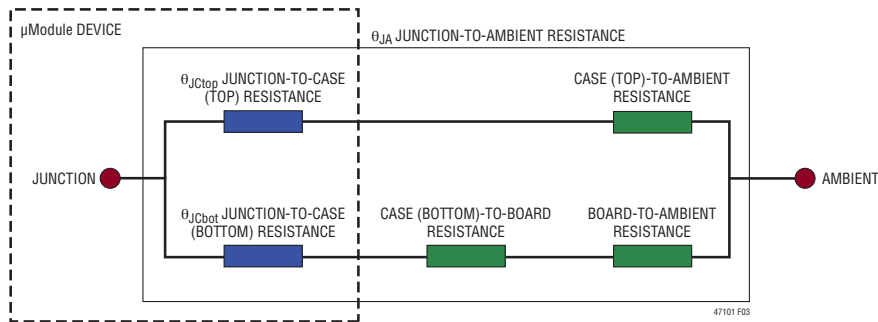 µModule DEVICE
θJA JUNCTION-TO-AMBIENT RESISTANCE
θJCtop JUNCTION-TO-CASE
(TOP) RESISTANCE
CASE (TOP)-TO-AMBIENT
RESISTANCE
JUNCTION
AMBIENT
θJCbot JUNCTION-TO-CASE
(BOTTOM) RESISTANCE
CASE (BOTTOM)-TO-BOARD
RESISTANCE
BOARD-TO-AMBIENT
RESISTANCE
47101 F03